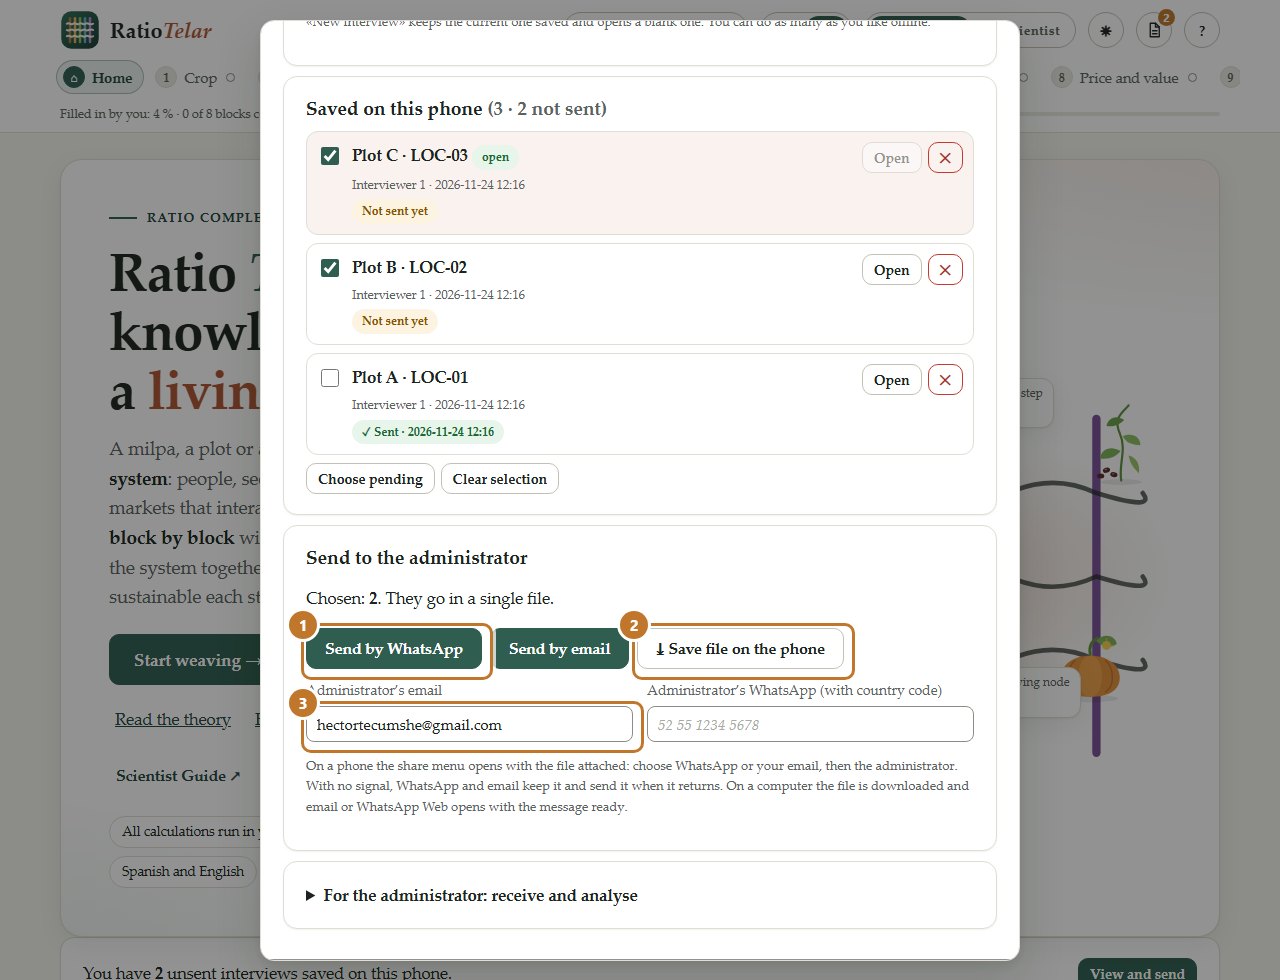 RatioTelar
«New interview» keeps the current one saved and opens a blank one. You can do as many as you like offline.
2
?
Home
1 Crop
8 Price and value
9
Filled in by you: 4 % · 0 of 8 blocks
Saved on this phone (3 · 2 not sent)
Plot C · LOC-03 open
Open
Interviewer 1 · 2026-11-24 12:16
Not sent yet
Plot B · LOC-02
Open
Interviewer 1 · 2026-11-24 12:16
Not sent yet
Plot A · LOC-01
Open
Interviewer 1 · 2026-11-24 12:16
✓ Sent · 2026-11-24 12:16
Choose pending
Clear selection
Send to the administrator
Chosen: 2. They go in a single file.
1
2
Send by WhatsApp
Send by email
⤓ Save file on the phone
Administrator's email
Administrator's WhatsApp (with country code)
3
hectortecumshe@gmail.com
52 55 1234 5678
On a phone the share menu opens with the file attached: choose WhatsApp or your email, then the administrator.
With no signal, WhatsApp and email keep it and send it when it returns. On a computer the file is downloaded and
email or WhatsApp Web opens with the message ready.
▶ For the administrator: receive and analyse
RATIO
Ratio
a
A milpa, a plot or
system: people,
markets that
block by block
the system
sustainable each
Start weaving →
Read the theory
Scientist Guide ↗
All calculations run in
Spanish and English
step
node
You have 2 unsent interviews saved on this phone.
View and send